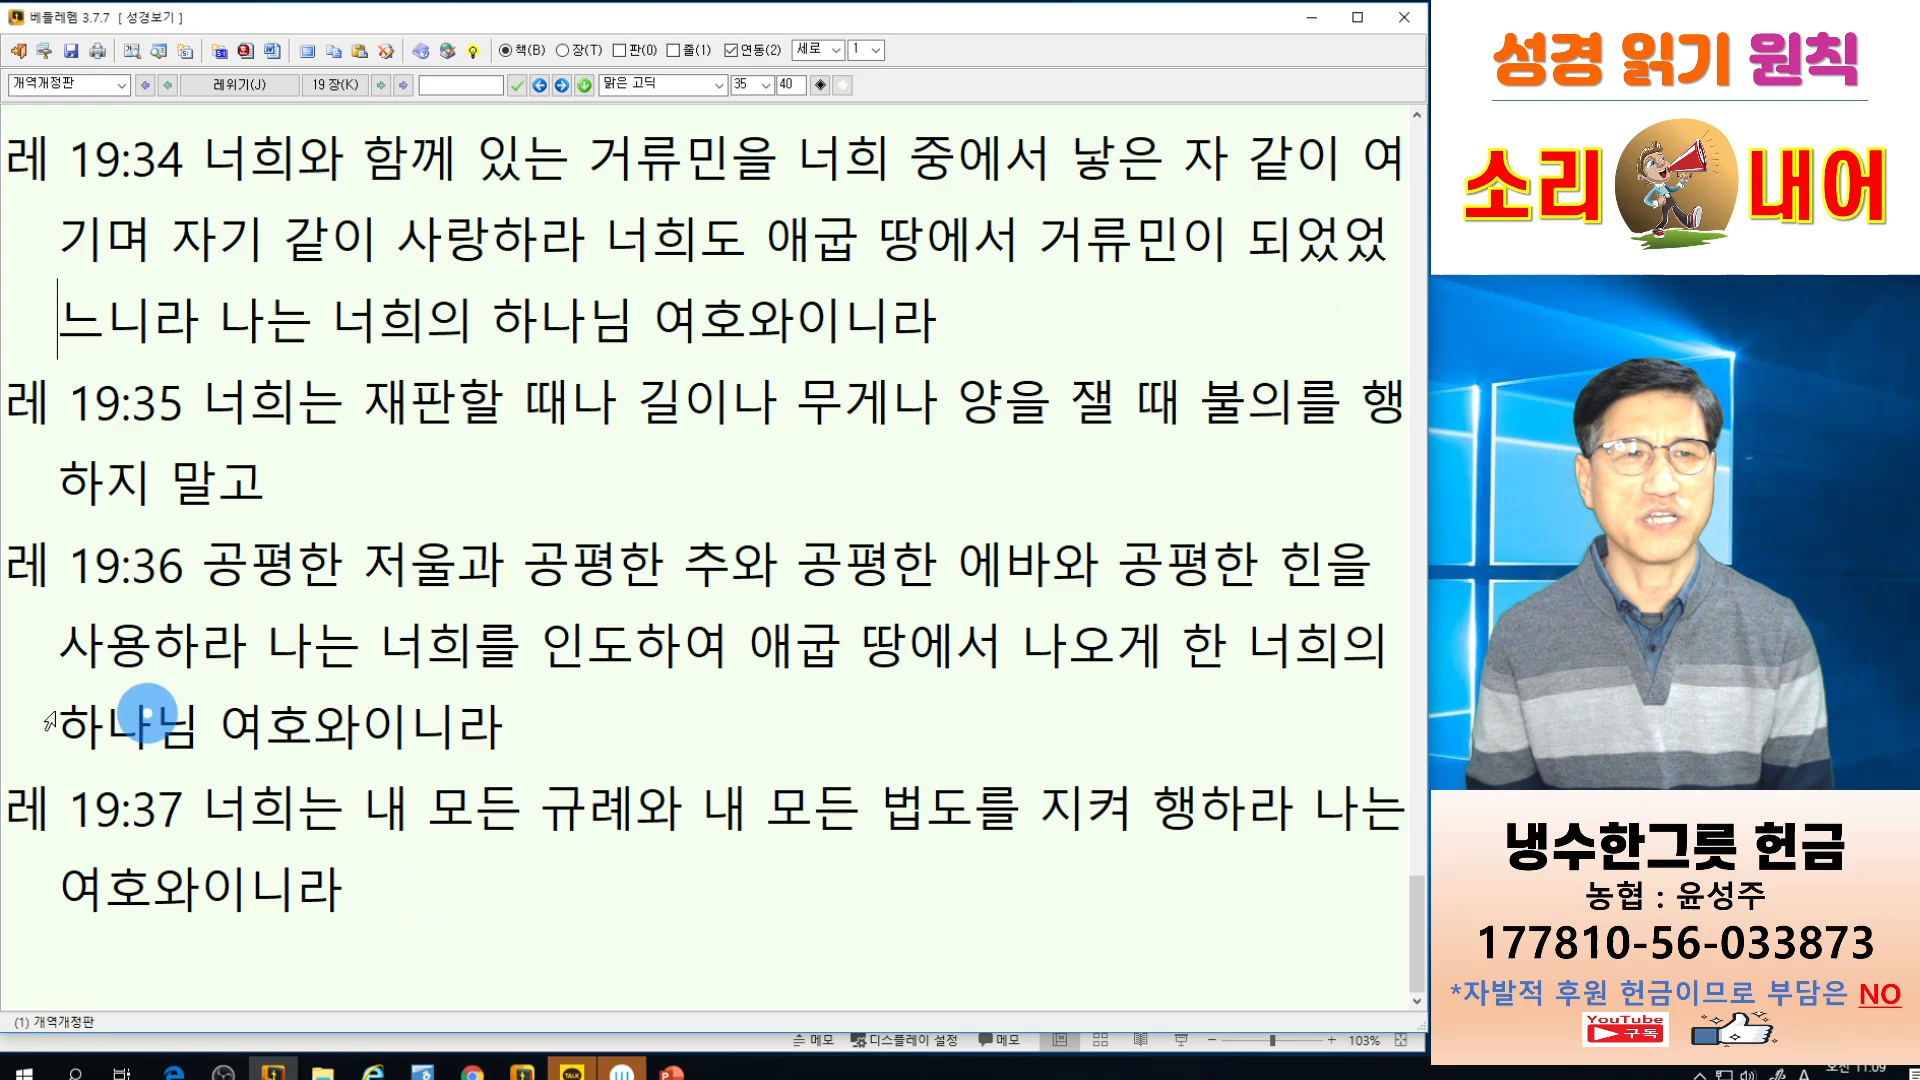 베들레헴 3.7.7 [ 성경보기 ]
책(B) 장(T) 판(0) 줄(1) 연동(2) 세로 1
개역개정판 레위기(J) 19 장(K) 맑은 고딕 35 40
레 19:34 너희와 함께 있는 거류민을 너희 중에서 낳은 자 같이 여
기며 자기 같이 사랑하라 너희도 애굽 땅에서 거류민이 되었었
느니라 나는 너희의 하나님 여호와이니라
레 19:35 너희는 재판할 때나 길이나 무게나 양을 잴 때 불의를 행
하지 말고
레 19:36 공평한 저울과 공평한 추와 공평한 에바와 공평한 힌을
사용하라 나는 너희를 인도하여 애굽 땅에서 나오게 한 너희의
하나님 여호와이니라
레 19:37 너희는 내 모든 규례와 내 모든 법도를 지켜 행하라 나는
여호와이니라
(1) 개역개정판
메모 디스플레이 설정 메모 103%
성경 읽기 원칙
소리 내어
냉수한그릇 헌금
농협 : 윤성주
177810-56-033873
*자발적 후원 헌금이므로 부담은 NO
YouTube
구독
TALK
오전 11:09